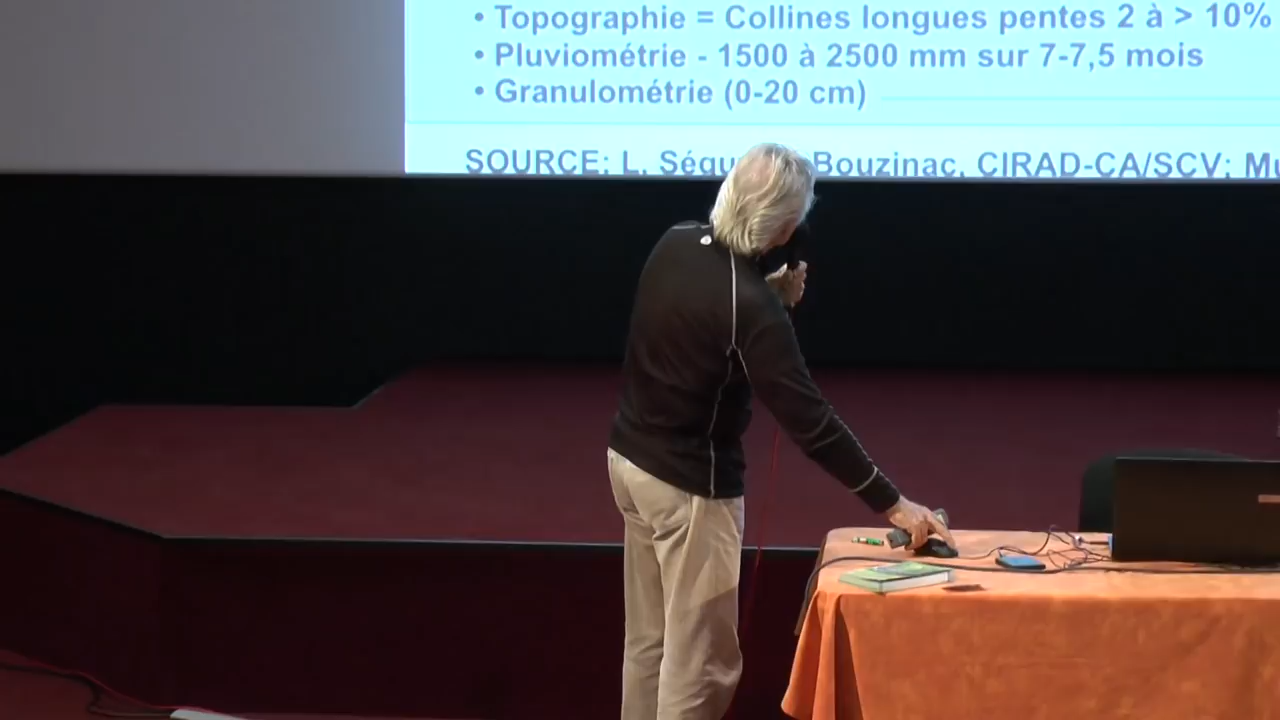 • Topographie = Collines longues pentes 2 à > 10%
• Pluviométrie - 1500 à 2500 mm sur 7-7,5 mois
• Granulométrie (0-20 cm)
SOURCE: L. Bouzinac, CIRAD-CA/SCV;